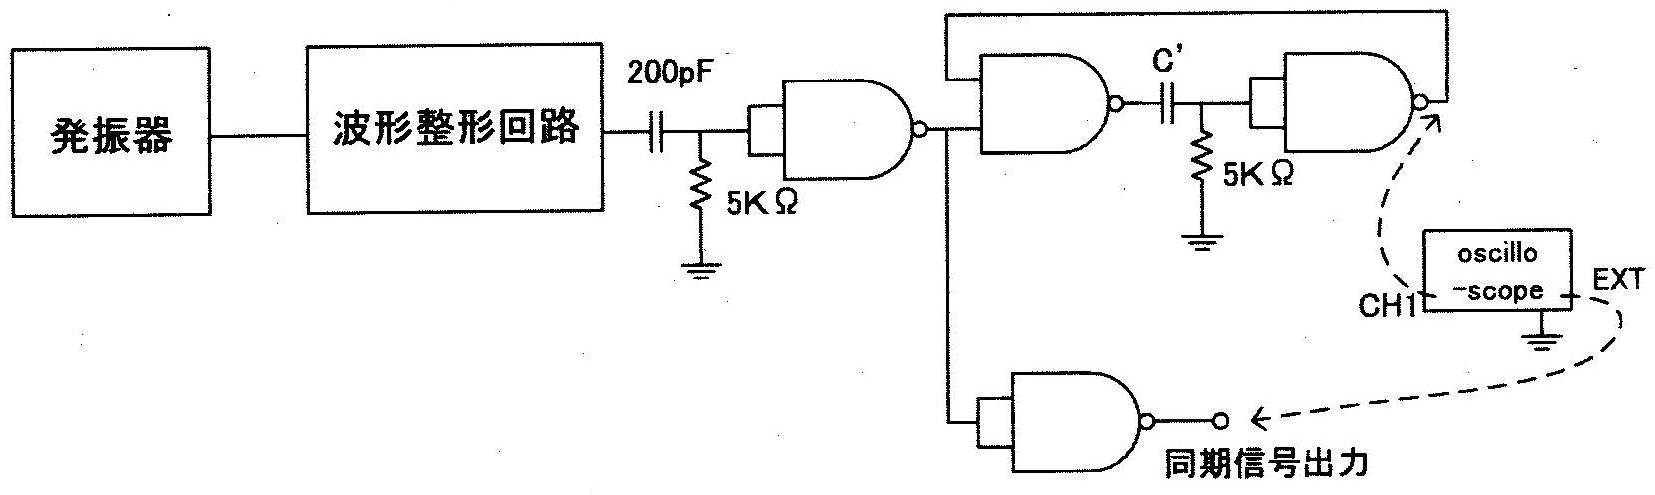 発振器
波形整形回路
200pF
5KΩ
C'
5KΩ
oscillo
-scope
CH1
EXT
同期信号出力